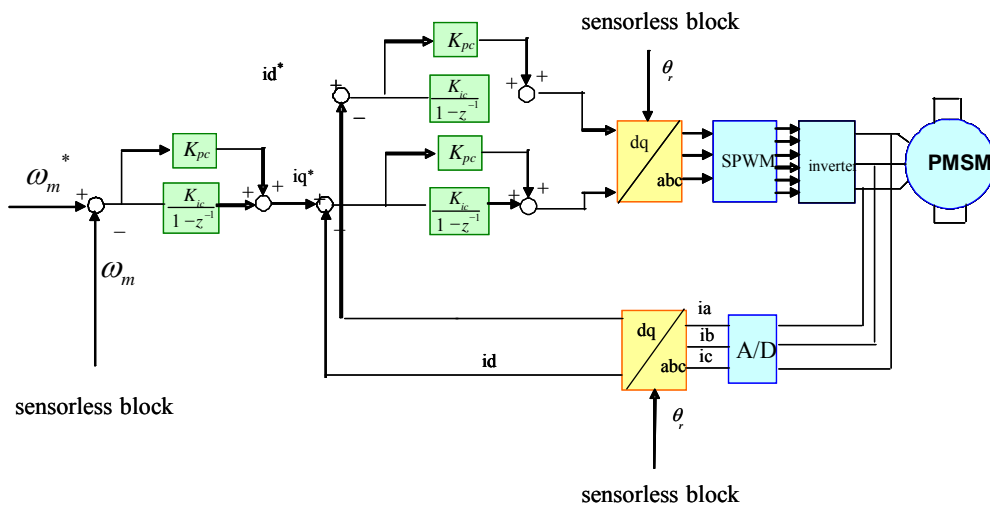 sensorless block
θr
id*
+
−
Kpc
Kic
1−z⁻¹
+
+
ωm*
+
−
Kpc
Kic
1−z⁻¹
+
+
iq*
+
−
Kpc
Kic
1−z⁻¹
+
+
dq
abc
SPWM
inverter
PMSM
ωm
sensorless block
id
dq
abc
ia
ib
ic
A/D
θr
sensorless block